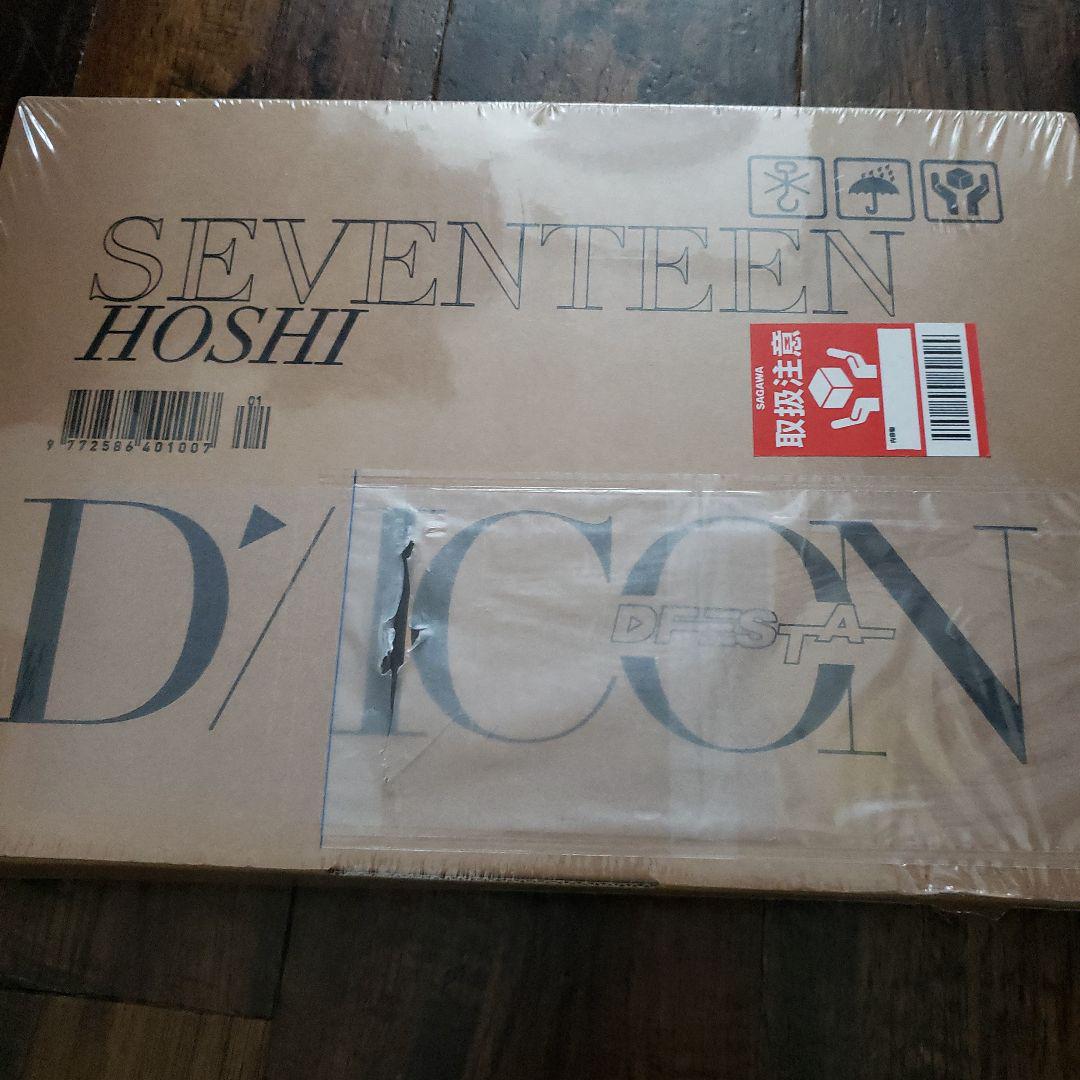 SEVENTEEN
HOSHI
01
9 772586 401007
SAGAWA
取扱注意
D'/ICON
DFESTA